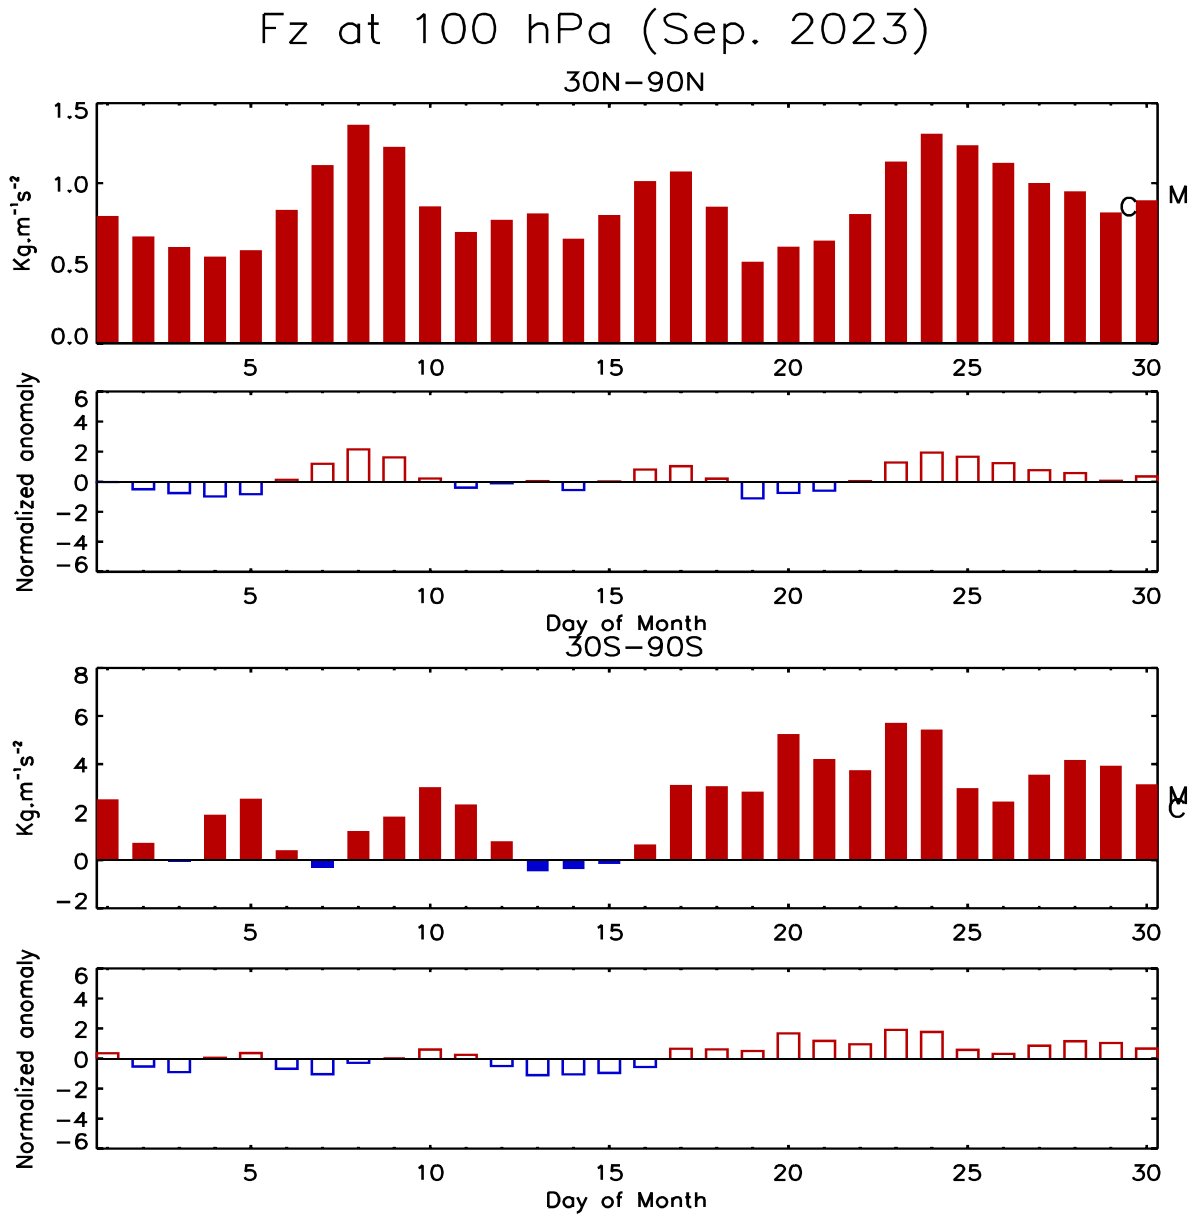 Fz at 100 hPa (Sep. 2023)
30N−90N
Kg.m⁻¹s⁻²
1.5
1.0
0.5
0.0
M
C
5 10 15 20 25 30
Normalized anomaly
6
4
2
0
−2
−4
−6
5 10 15 20 25 30
Day of Month
30S−90S
Kg.m⁻¹s⁻²
8
6
4
2
0
−2
M
C
5 10 15 20 25 30
Normalized anomaly
6
4
2
0
−2
−4
−6
5 10 15 20 25 30
Day of Month